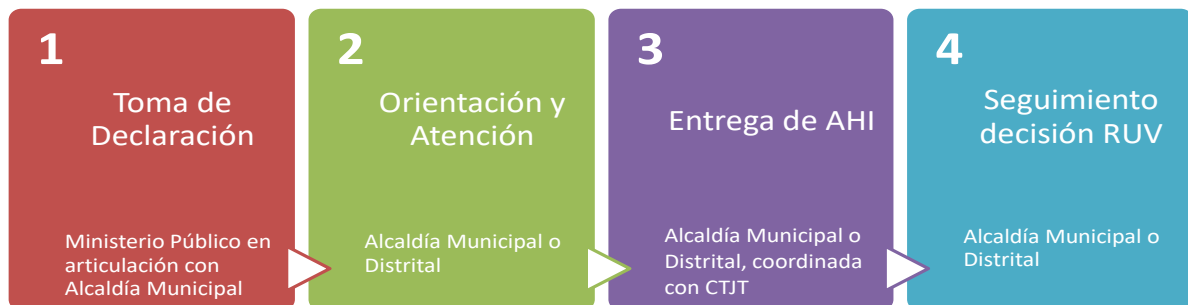 1
Toma de
Declaración
Ministerio Público en
articulación con
Alcaldía Municipal
2
Orientación y
Atención
Alcaldía Municipal o
Distrital
3
Entrega de AHI
Alcaldía Municipal o
Distrital, coordinada
con CTJT
4
Seguimiento
decisión RUV
Alcaldía Municipal o
Distrital